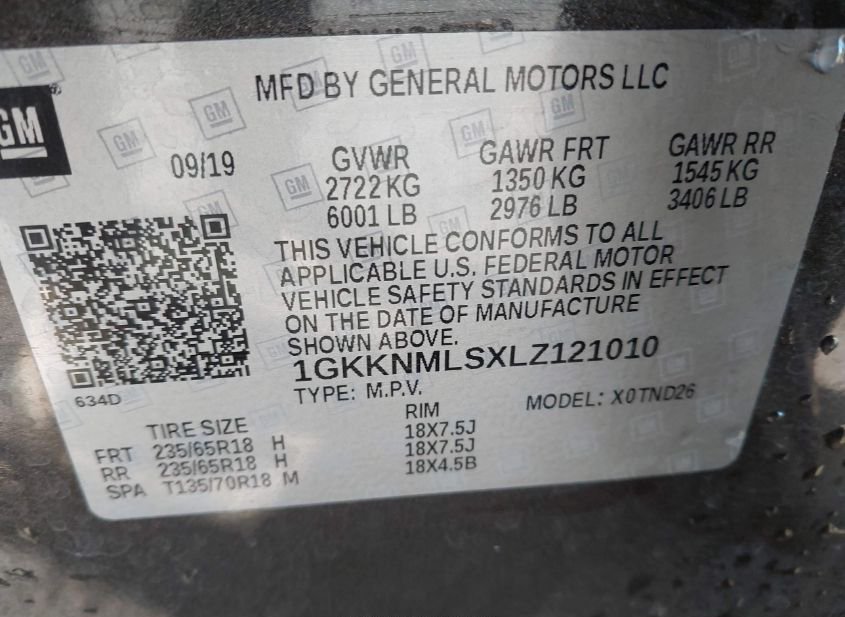 MFD BY GENERAL MOTORS LLC
GM
09/19
GVWR GAWR FRT GAWR RR
2722 KG 1350 KG 1545 KG
6001 LB 2976 LB 3406 LB
THIS VEHICLE CONFORMS TO ALL
APPLICABLE U.S. FEDERAL MOTOR
VEHICLE SAFETY STANDARDS IN EFFECT
ON THE DATE OF MANUFACTURE
SHOWN ABOVE.
1GKKNMLSXLZ121010
TYPE: M.P.V. MODEL: X0TND26
634D
TIRE SIZE RIM
FRT 235/65R18 H 18X7.5J
RR 235/65R18 H 18X7.5J
SPA T135/70R18 M 18X4.5B